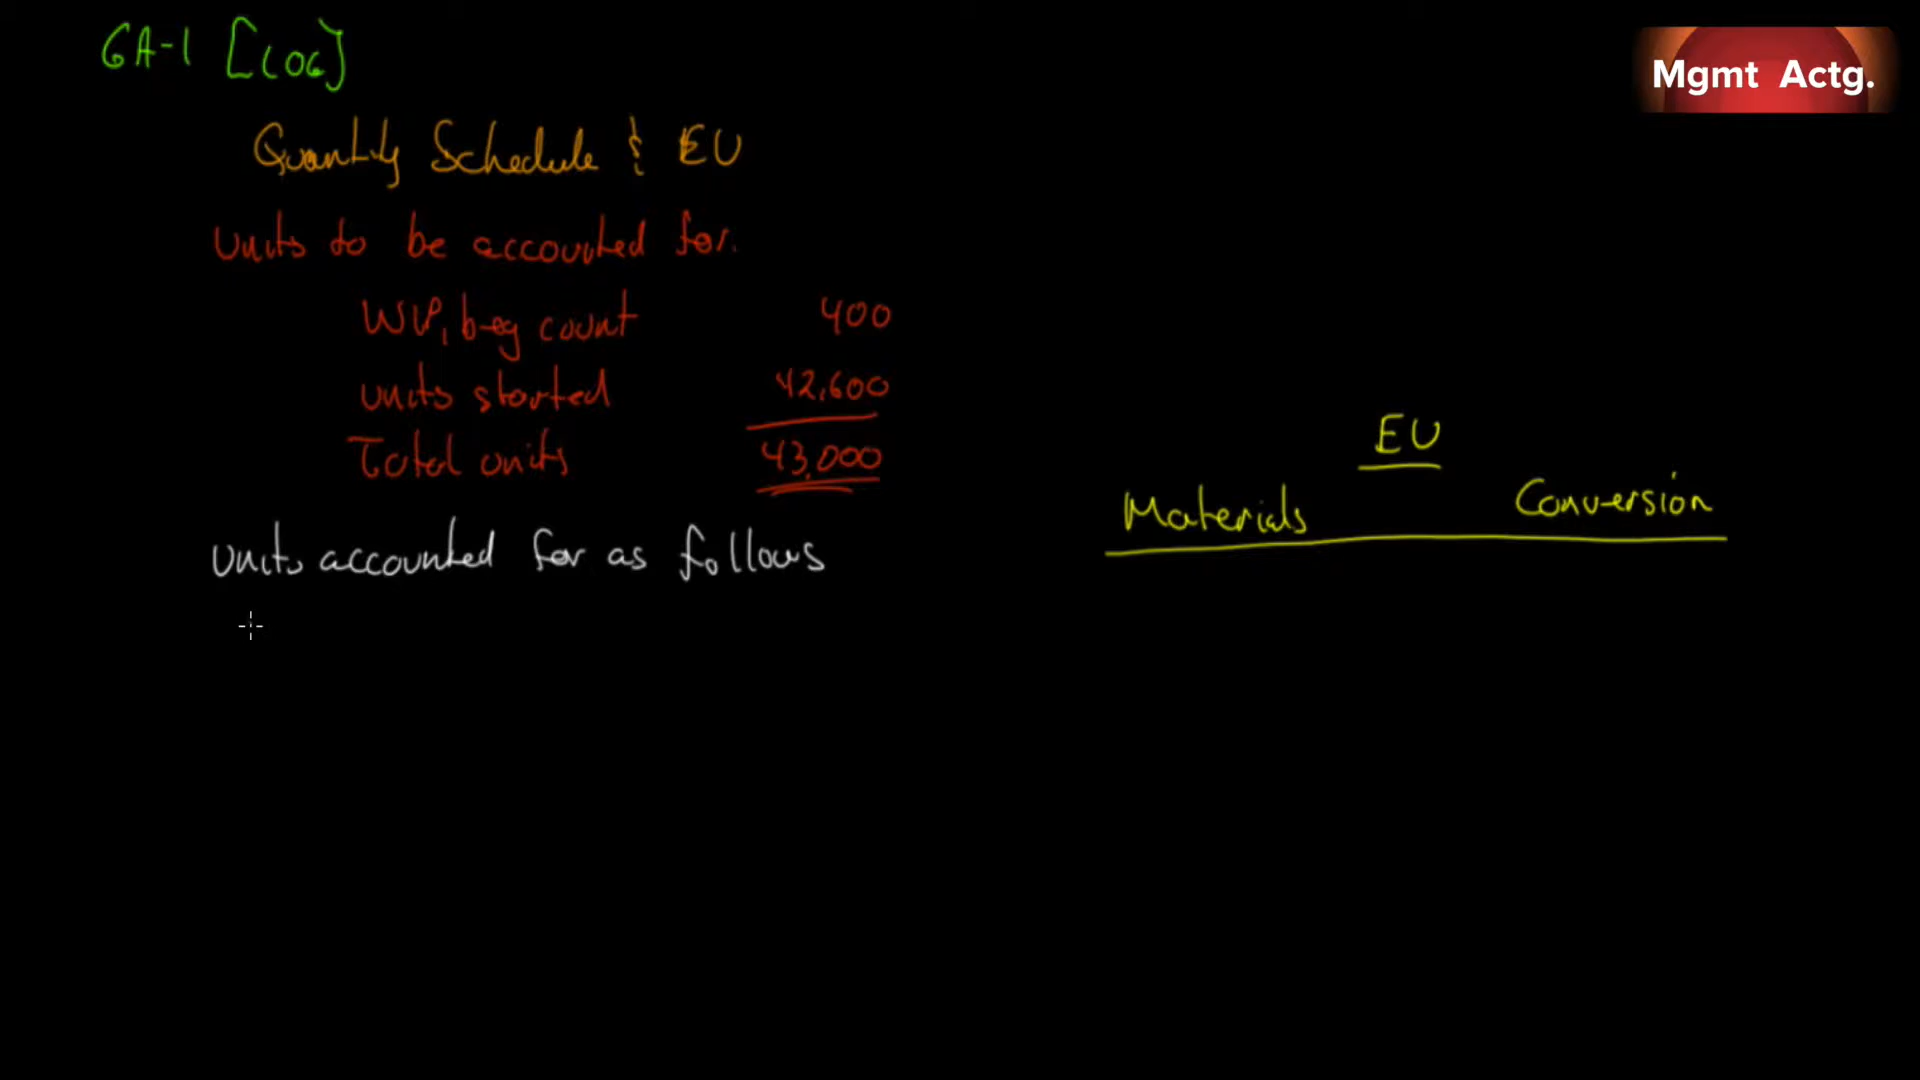 6A-1 [LO6]
Mgmt Actg.
Quantity Schedule & EU
Units to be accounted for:
WIP, beg count 400
units started 42,600
Total units 43,000
EU
Materials Conversion
Units accounted for as follows